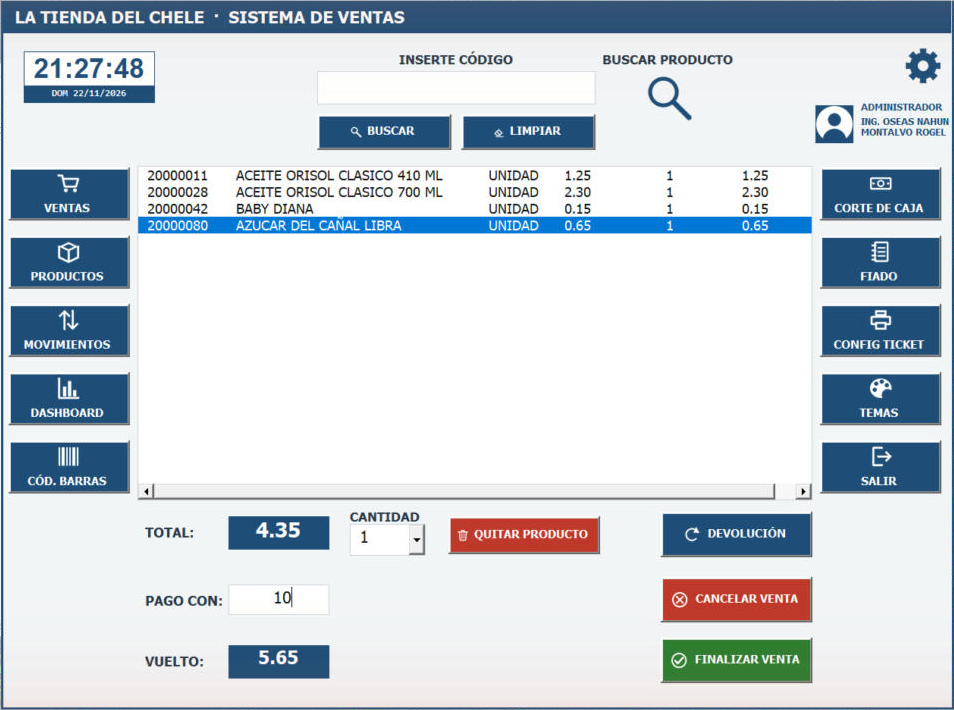 LA TIENDA DEL CHELE · SISTEMA DE VENTAS
21:27:48
DOM 22/11/2026
INSERTE CÓDIGO
BUSCAR PRODUCTO
BUSCAR
LIMPIAR
ADMINISTRADOR
ING. OSEAS NAHUN
MONTALVO ROGEL
VENTAS
PRODUCTOS
MOVIMIENTOS
DASHBOARD
CÓD. BARRAS
20000011 ACEITE ORISOL CLASICO 410 ML UNIDAD 1.25 1 1.25
20000028 ACEITE ORISOL CLASICO 700 ML UNIDAD 2.30 1 2.30
20000042 BABY DIANA UNIDAD 0.15 1 0.15
20000080 AZUCAR DEL CAÑAL LIBRA UNIDAD 0.65 1 0.65
CORTE DE CAJA
FIADO
CONFIG TICKET
TEMAS
SALIR
TOTAL: 4.35
CANTIDAD
1
QUITAR PRODUCTO
DEVOLUCIÓN
PAGO CON: 10
CANCELAR VENTA
VUELTO: 5.65
FINALIZAR VENTA